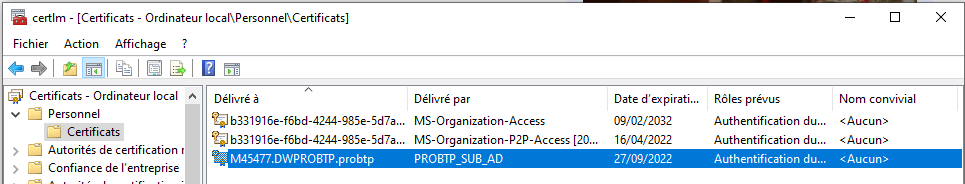 certlm - [Certificats - Ordinateur local\Personnel\Certificats]
Fichier Action Affichage ?
Certificats - Ordinateur local
Personnel
Certificats
Autorités de certification r
Confiance de l'entreprise
Délivré à Délivré par Date d'expirati... Rôles prévus Nom convivial
b331916e-f6bd-4244-985e-5d7a... MS-Organization-Access 09/02/2032 Authentification du... <Aucun>
b331916e-f6bd-4244-985e-5d7a... MS-Organization-P2P-Access [20... 16/04/2022 Authentification du... <Aucun>
M45477.DWPROBTP.probtp PROBTP_SUB_AD 27/09/2022 Authentification du... <Aucun>